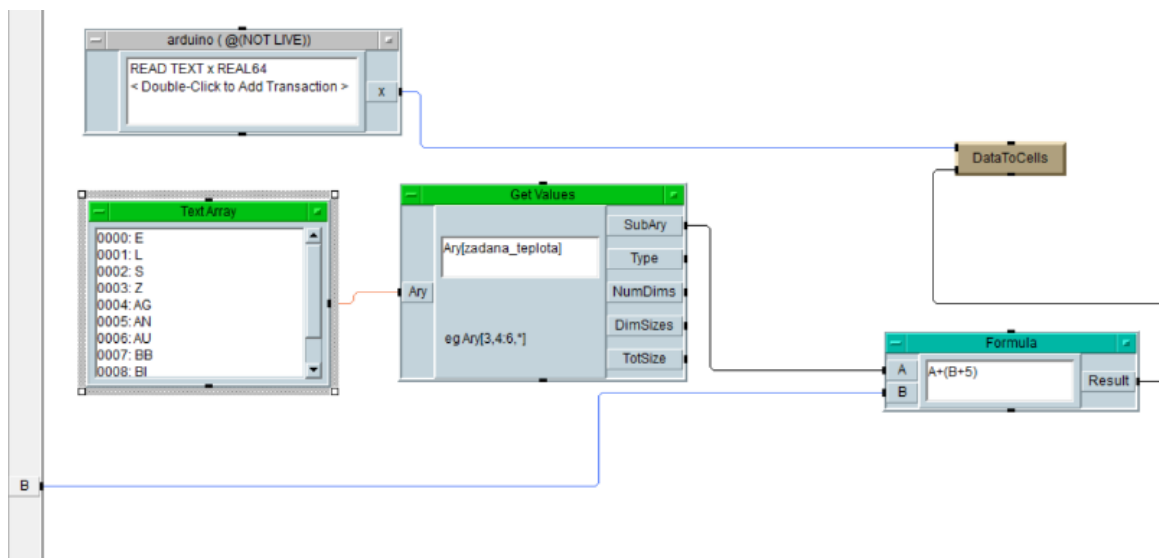 arduino ( @(NOT LIVE))
READ TEXT x REAL64
< Double-Click to Add Transaction >
x
DataToCells
Text Array
0000: E
0001: L
0002: S
0003: Z
0004: AG
0005: AN
0006: AU
0007: BB
0008: BI
Get Values
Ary
Ary[zadana_teplota]
eg Ary[3,4:6,*]
SubAry
Type
NumDims
DimSizes
TotSize
Formula
A
B
A+(B+5)
Result
B